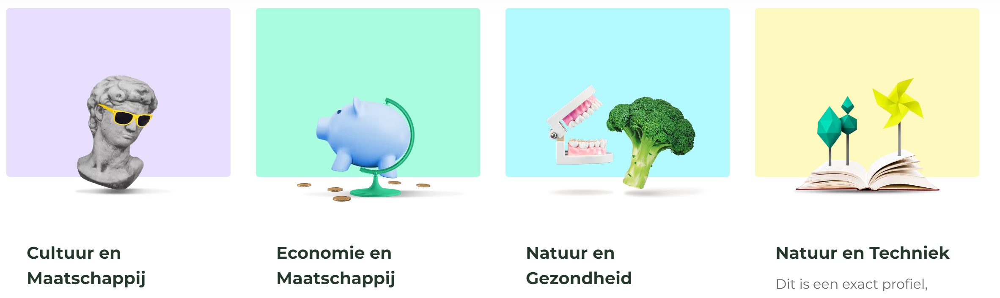 Cultuur en
Maatschappij
Economie en
Maatschappij
Natuur en
Gezondheid
Natuur en Techniek
Dit is een exact profiel,